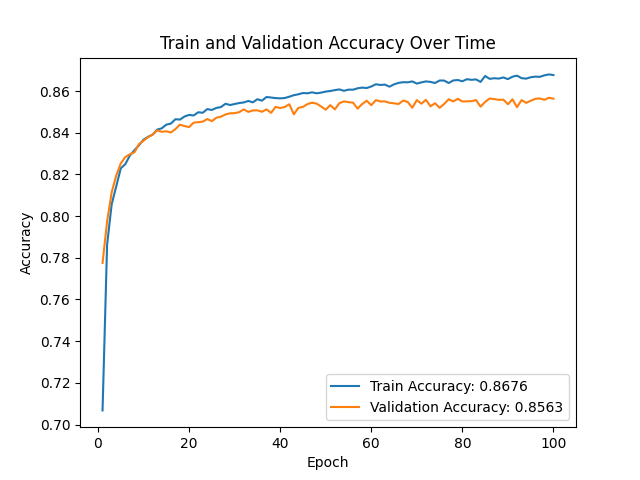 Train and Validation Accuracy Over Time
Accuracy
0.86
0.84
0.82
0.80
0.78
0.76
0.74
0.72
0.70
Train Accuracy: 0.8676
Validation Accuracy: 0.8563
0 20 40 60 80 100
Epoch